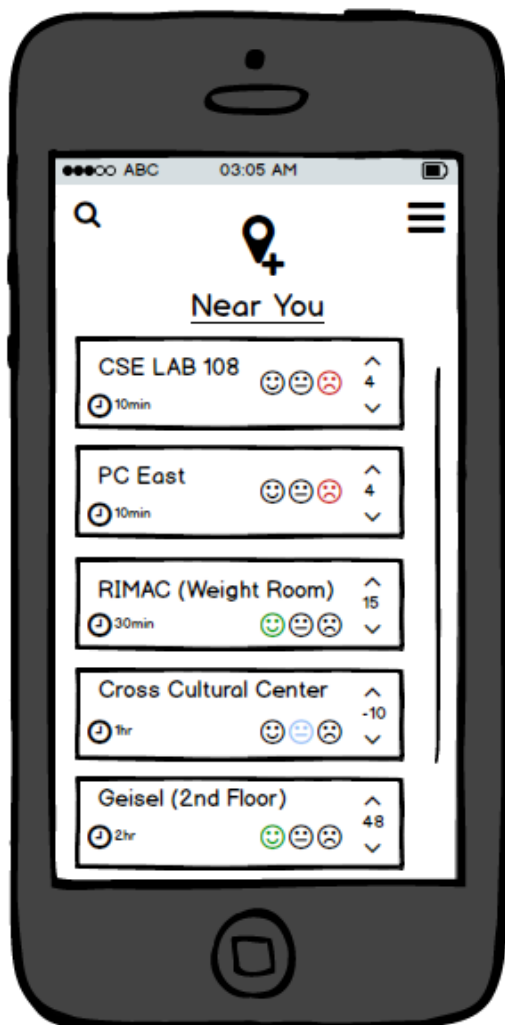 ABC 03:05 AM
Near You
CSE LAB 108
4
10min
PC East
4
10min
RIMAC (Weight Room)
15
30min
Cross Cultural Center
-10
1hr
Geisel (2nd Floor)
48
2hr